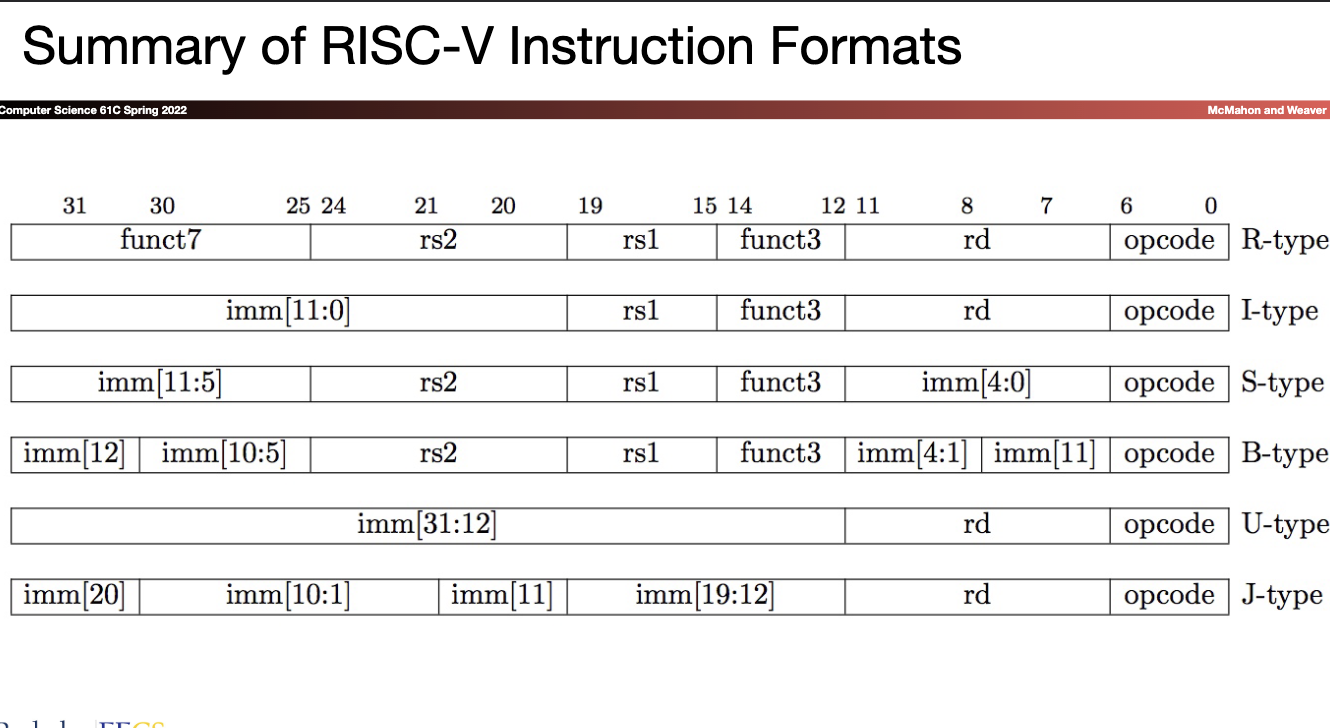 Summary of RISC-V Instruction Formats
Computer Science 61C Spring 2022 McMahon and Weaver
31 30 25 24 21 20 19 15 14 12 11 8 7 6 0
funct7 rs2 rs1 funct3 rd opcode R-type
imm[11:0] rs1 funct3 rd opcode I-type
imm[11:5] rs2 rs1 funct3 imm[4:0] opcode S-type
imm[12] imm[10:5] rs2 rs1 funct3 imm[4:1] imm[11] opcode B-type
imm[31:12] rd opcode U-type
imm[20] imm[10:1] imm[11] imm[19:12] rd opcode J-type